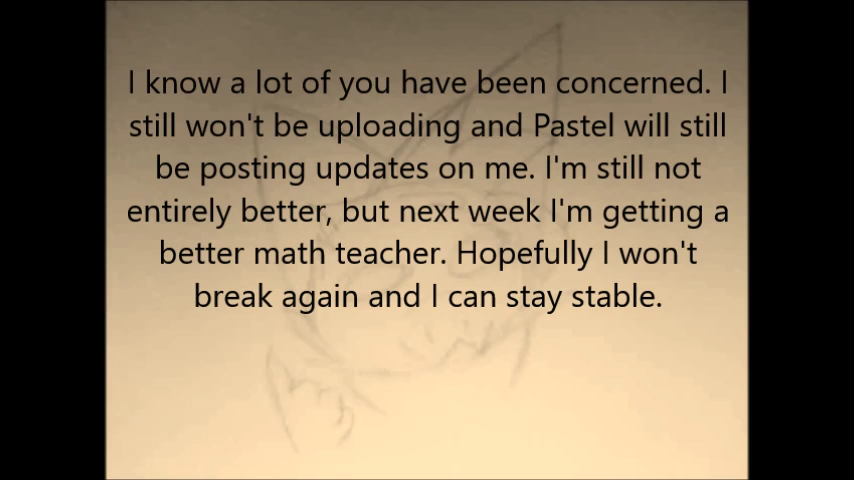 I know a lot of you have been concerned. I
still won't be uploading and Pastel will still
be posting updates on me. I'm still not
entirely better, but next week I'm getting a
better math teacher. Hopefully I won't
break again and I can stay stable.